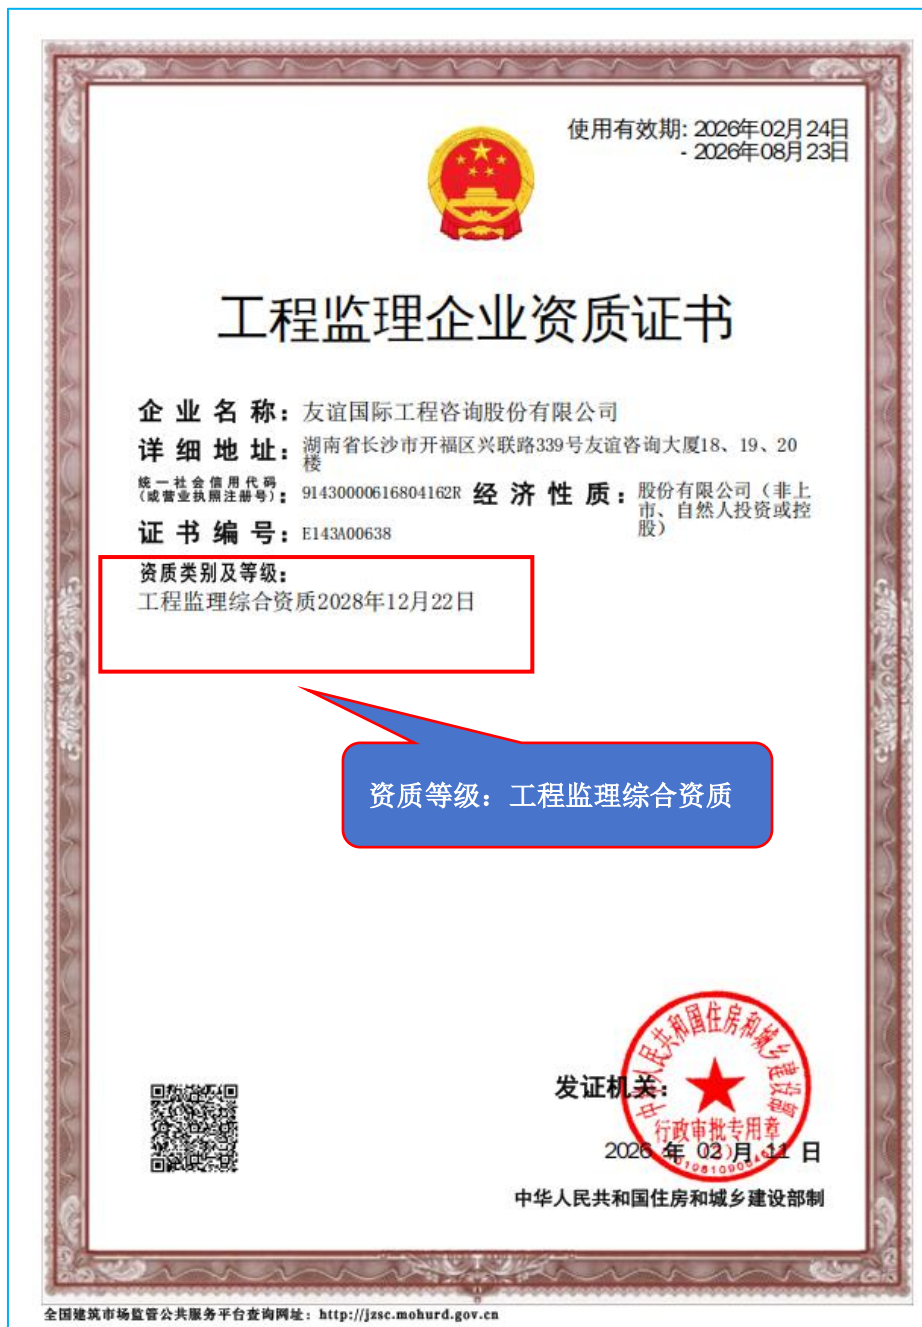 使用有效期: 2026年02月24日
- 2026年08月23日
工程监理企业资质证书
企业名称：友谊国际工程咨询股份有限公司
详细地址：湖南省长沙市开福区兴联路339号友谊咨询大厦18、19、20
楼
统一社会信用代码
（或营业执照注册号）：91430000616804162R 经济性质：股份有限公司（非上
市、自然人投资或控
股）
证书编号：E143A00638
资质类别及等级：
工程监理综合资质2028年12月22日
资质等级：工程监理综合资质
中华人民共和国住房和城乡建设部
发证机关：
行政审批专用章
2026 年 02 月 11 日
中华人民共和国住房和城乡建设部制
全国建筑市场监管公共服务平台查询网址：http://jzsc.mohurd.gov.cn